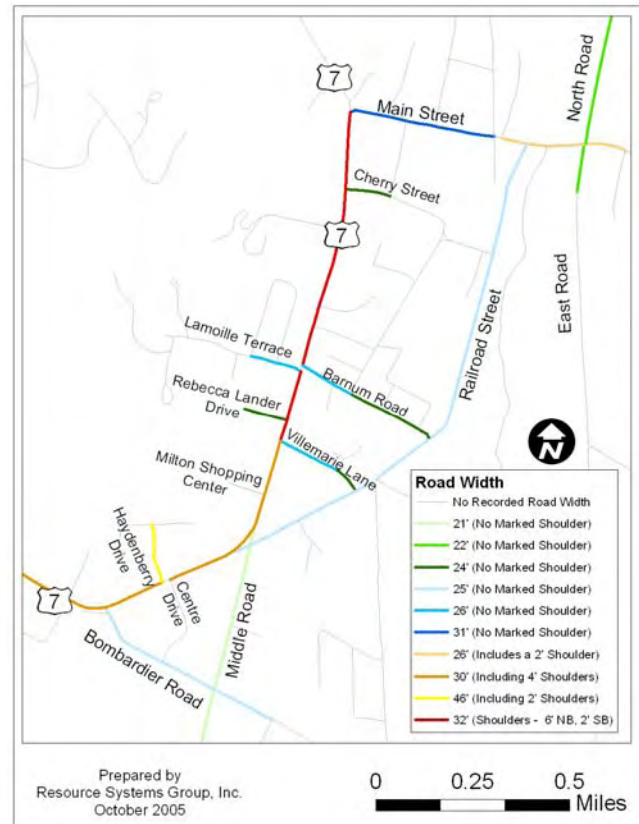 7
Main Street
North Road
Cherry Street
7
Lamoille Terrace
Barnum Road
Railroad Street
East Road
Rebecca Lander
Drive
Villemarie Lane
N
Milton Shopping
Center
Haydenberry
Drive
Centre
Drive
7
Bombardier Road
Middle Road
Road Width
No Recorded Road Width
21' (No Marked Shoulder)
22' (No Marked Shoulder)
24' (No Marked Shoulder)
25' (No Marked Shoulder)
26' (No Marked Shoulder)
31' (No Marked Shoulder)
26' (Includes a 2' Shoulder)
30' (Including 4' Shoulders)
46' (Including 2' Shoulders)
32' (Shoulders - 6' NB, 2' SB)
Prepared by
Resource Systems Group, Inc.
October 2005
0 0.25 0.5
Miles